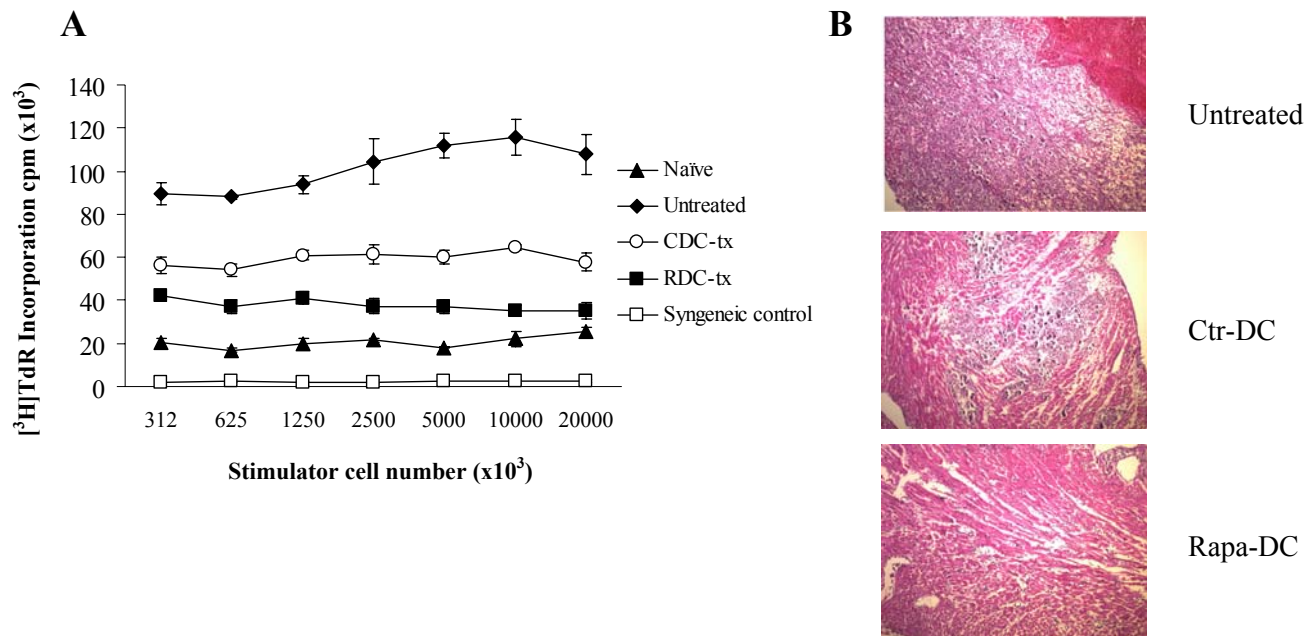 A
B
140
120
100
80
60
40
20
0
[³H]TdR Incorporation cpm (x10³)
312 625 1250 2500 5000 10000 20000
Stimulator cell number (x10³)
Naïve
Untreated
CDC-tx
RDC-tx
Syngeneic control
Untreated
Ctr-DC
Rapa-DC